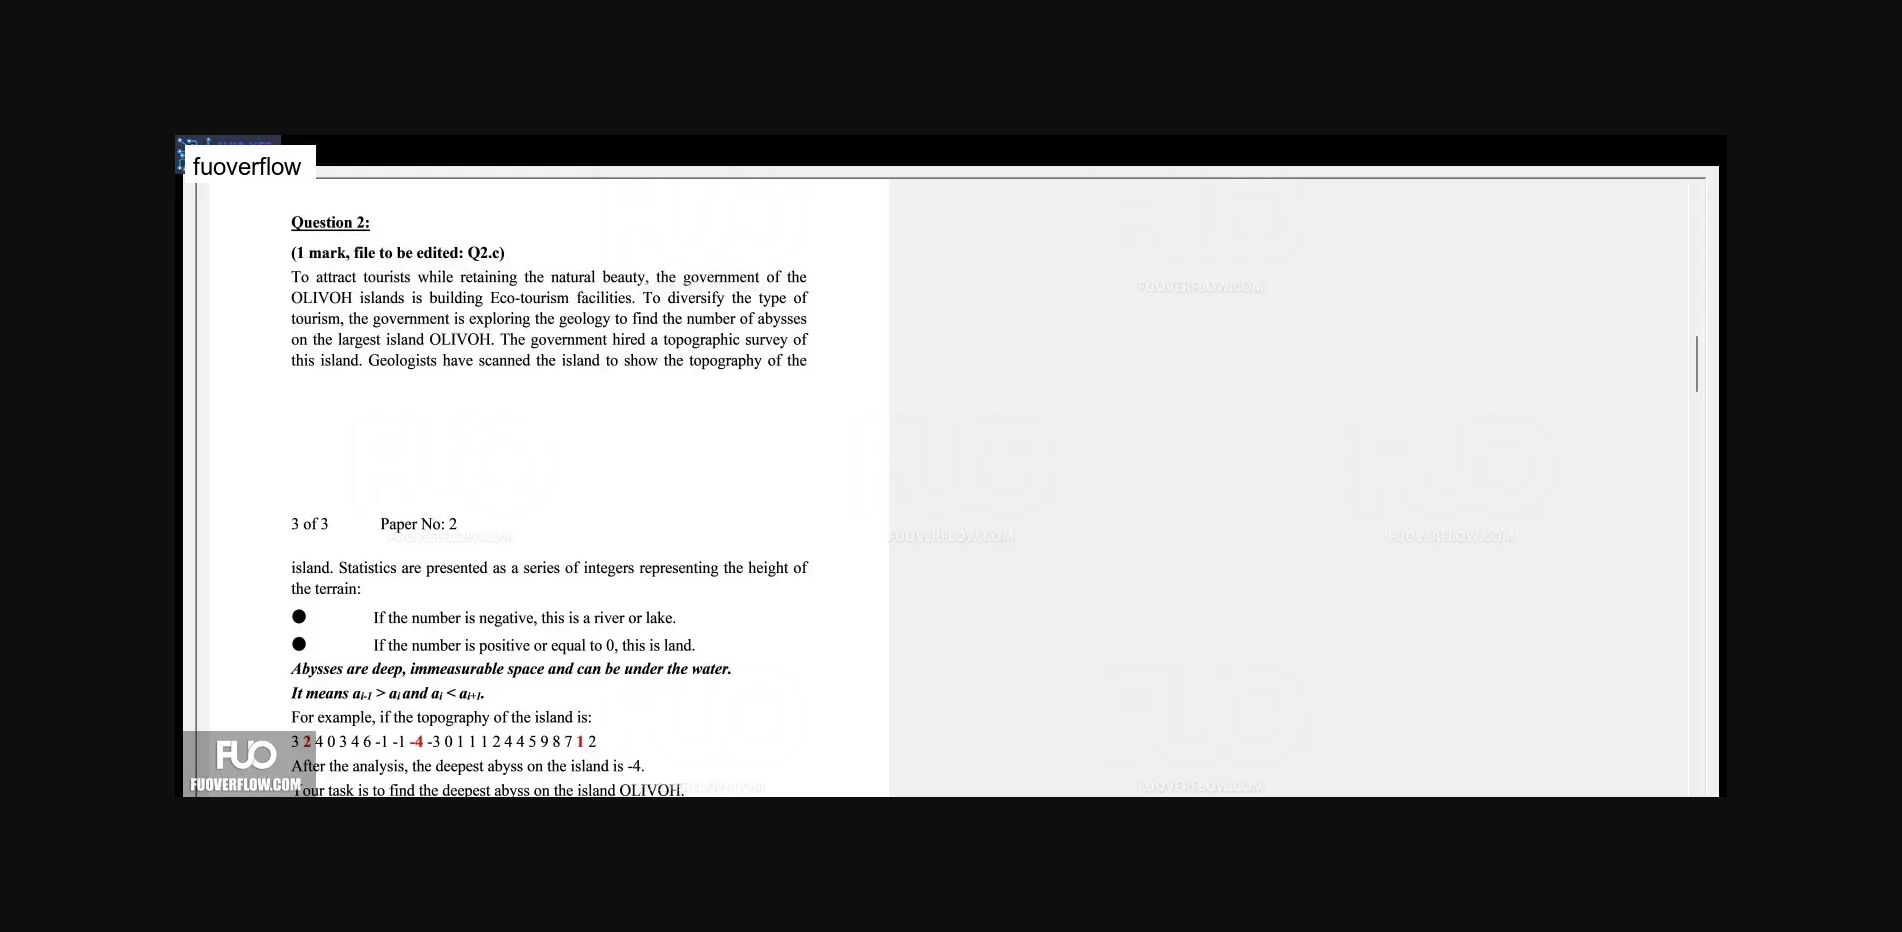 fuoverflow
Question 2:
(1 mark, file to be edited: Q2.c)
To attract tourists while retaining the natural beauty, the government of the
OLIVOH islands is building Eco-tourism facilities. To diversify the type of
tourism, the government is exploring the geology to find the number of abysses
on the largest island OLIVOH. The government hired a topographic survey of
this island. Geologists have scanned the island to show the topography of the
FUOVERFLOW.COM
3 of 3 Paper No: 2
FUOVERFLOW.COM FUOVERFLOW.COM FUOVERFLOW.COM
island. Statistics are presented as a series of integers representing the height of
the terrain:
● If the number is negative, this is a river or lake.
● If the number is positive or equal to 0, this is land.
Abysses are deep, immeasurable space and can be under the water.
It means ai-1 > ai and ai < ai+1.
For example, if the topography of the island is:
3 2 4 0 3 4 6 -1 -1 -4 -3 0 1 1 1 2 4 4 5 9 8 7 1 2
After the analysis, the deepest abyss on the island is -4.
Your task is to find the deepest abyss on the island OLIVOH.
FUO
FUOVERFLOW.COM
FUOVERFLOW.COM